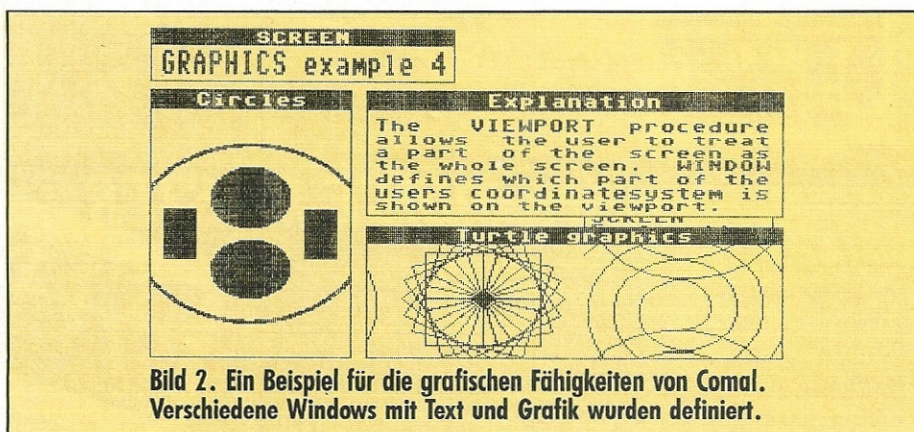 SCREEN
GRAPHICS example 4
Circles
Explanation
The VIEWPORT procedure
allows the user to treat
a part of the screen as
the whole screen. WINDOW
defines which part of the
users coordinatesystem is
shown on the viewport.
SCREEN
Turtle graphics
Bild 2. Ein Beispiel für die grafischen Fähigkeiten von Comal.
Verschiedene Windows mit Text und Grafik wurden definiert.